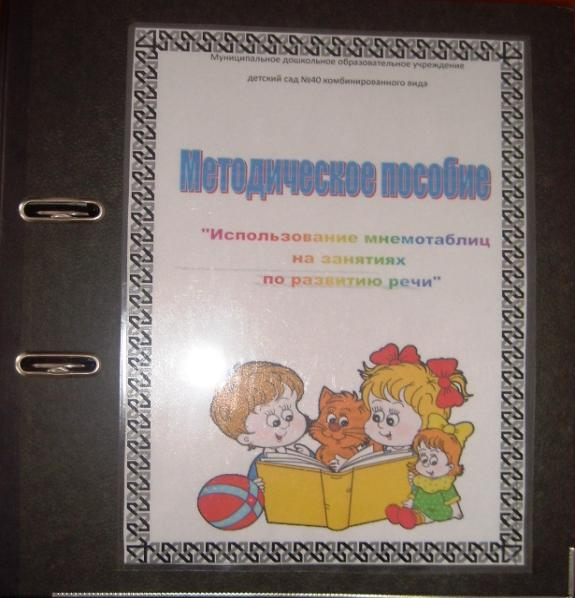 Муниципальное дошкольное образовательное учреждение
детский сад №40 комбинированного вида
Методическое пособие
"Использование мнемотаблиц
на занятиях
по развитию речи"